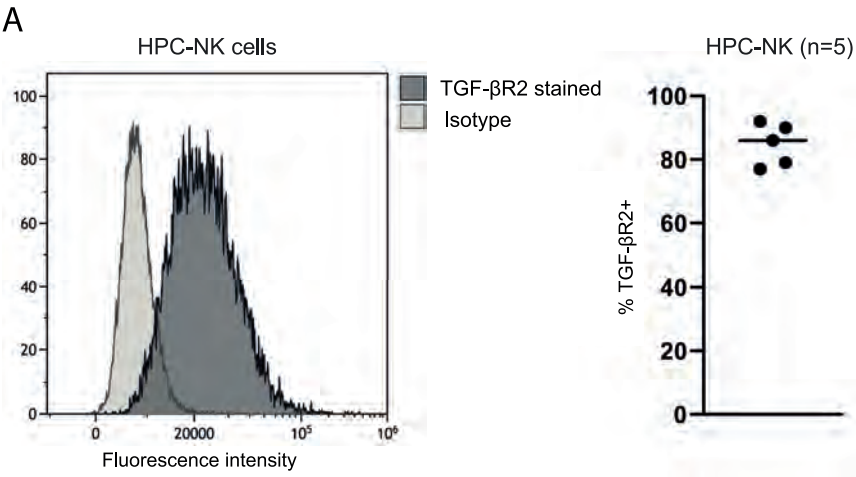 A
HPC-NK cells
100
80
60
40
20
0
0 20000 10⁵ 10⁶
Fluorescence intensity
TGF-βR2 stained
Isotype
HPC-NK (n=5)
% TGF-βR2+
100
80
60
40
20
0